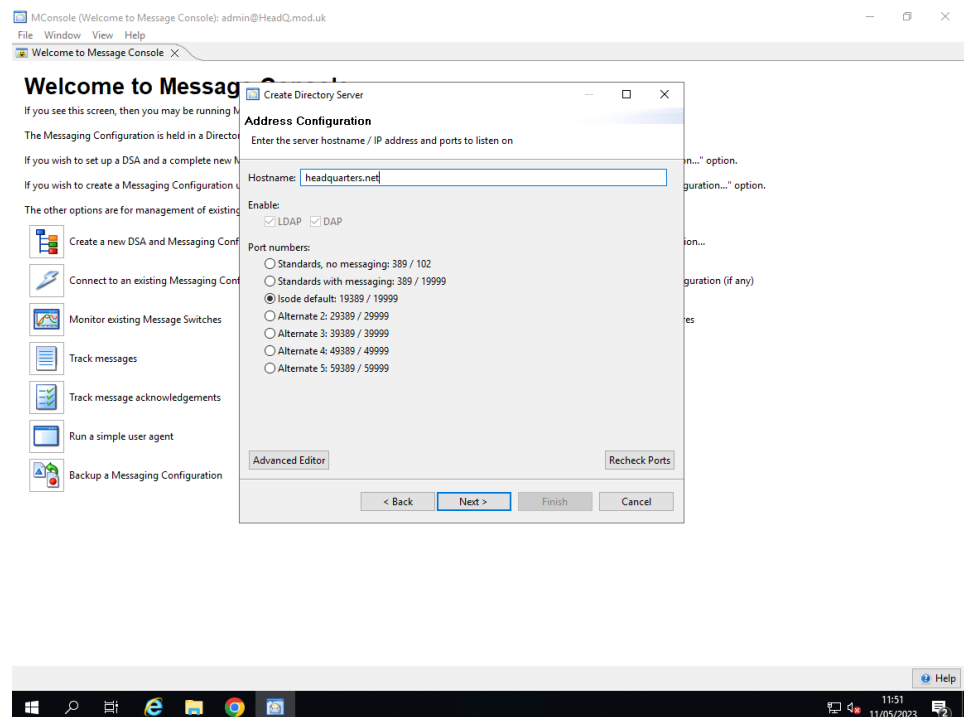 MConsole (Welcome to Message Console): admin@HeadQ.mod.uk
File Window View Help
Welcome to Message Console
Welcome to Messag
If you see this screen, then you may be running M
The Messaging Configuration is held in a Director
If you wish to set up a DSA and a complete new M
n..." option.
If you wish to create a Messaging Configuration u
guration..." option.
The other options are for management of existing
Create a new DSA and Messaging Conf
ion...
Connect to an existing Messaging Conf
guration (if any)
Monitor existing Message Switches
es
Track messages
Track message acknowledgements
Run a simple user agent
Backup a Messaging Configuration
Create Directory Server
Address Configuration
Enter the server hostname / IP address and ports to listen on
Hostname: headquarters.net
Enable:
LDAP DAP
Port numbers:
Standards, no messaging: 389 / 102
Standards with messaging: 389 / 19999
Isode default: 19389 / 19999
Alternate 2: 29389 / 29999
Alternate 3: 39389 / 39999
Alternate 4: 49389 / 49999
Alternate 5: 59389 / 59999
Advanced Editor
Recheck Ports
< Back Next > Finish Cancel
Help
11:51
11/05/2023
2